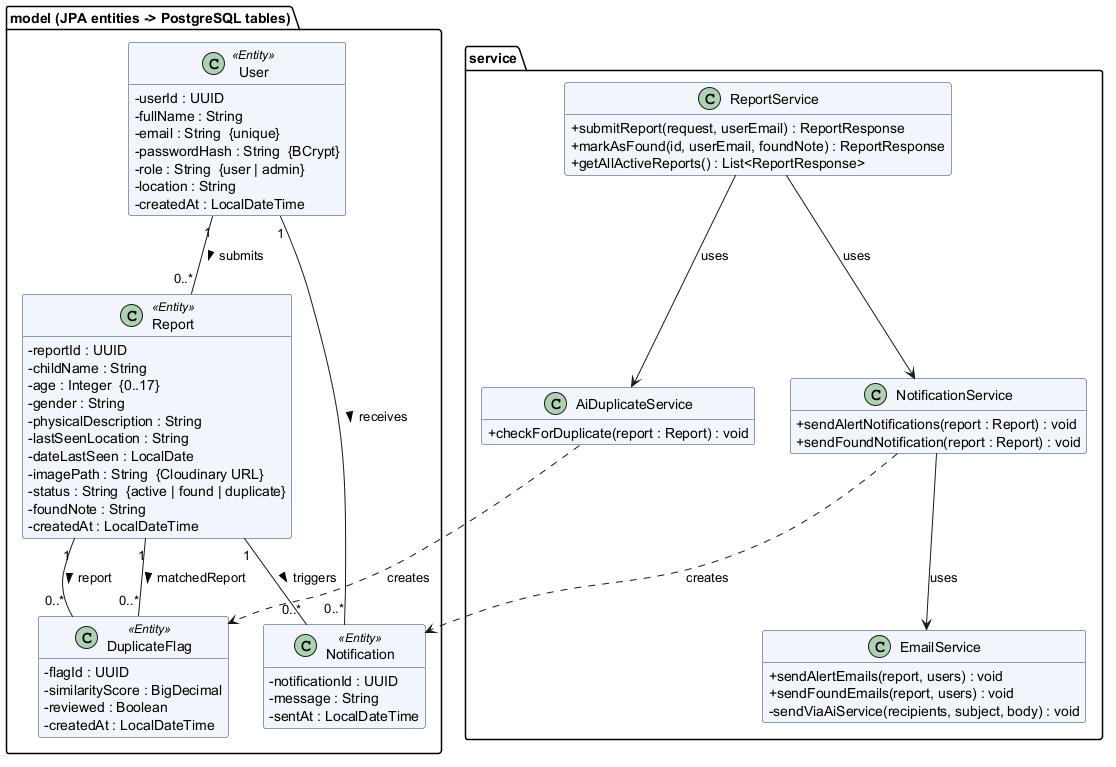 model (JPA entities -> PostgreSQL tables)
C
«Entity»
User
-userId : UUID
-fullName : String
-email : String {unique}
-passwordHash : String {BCrypt}
-role : String {user | admin}
-location : String
-createdAt : LocalDateTime
1
submits
0..*
1
receives
0..*
C
«Entity»
Report
-reportId : UUID
-childName : String
-age : Integer {0..17}
-gender : String
-physicalDescription : String
-lastSeenLocation : String
-dateLastSeen : LocalDate
-imagePath : String {Cloudinary URL}
-status : String {active | found | duplicate}
-foundNote : String
-createdAt : LocalDateTime
1
report
0..*
1
matchedReport
0..*
1
triggers
0..*
C
«Entity»
DuplicateFlag
-flagId : UUID
-similarityScore : BigDecimal
-reviewed : Boolean
-createdAt : LocalDateTime
C
«Entity»
Notification
-notificationId : UUID
-message : String
-sentAt : LocalDateTime
service
C
ReportService
+submitReport(request, userEmail) : ReportResponse
+markAsFound(id, userEmail, foundNote) : ReportResponse
+getAllActiveReports() : List<ReportResponse>
uses
uses
C
AiDuplicateService
+checkForDuplicate(report : Report) : void
C
NotificationService
+sendAlertNotifications(report : Report) : void
+sendFoundNotification(report : Report) : void
creates
creates
uses
C
EmailService
+sendAlertEmails(report, users) : void
+sendFoundEmails(report, users) : void
-sendViaAiService(recipients, subject, body) : void